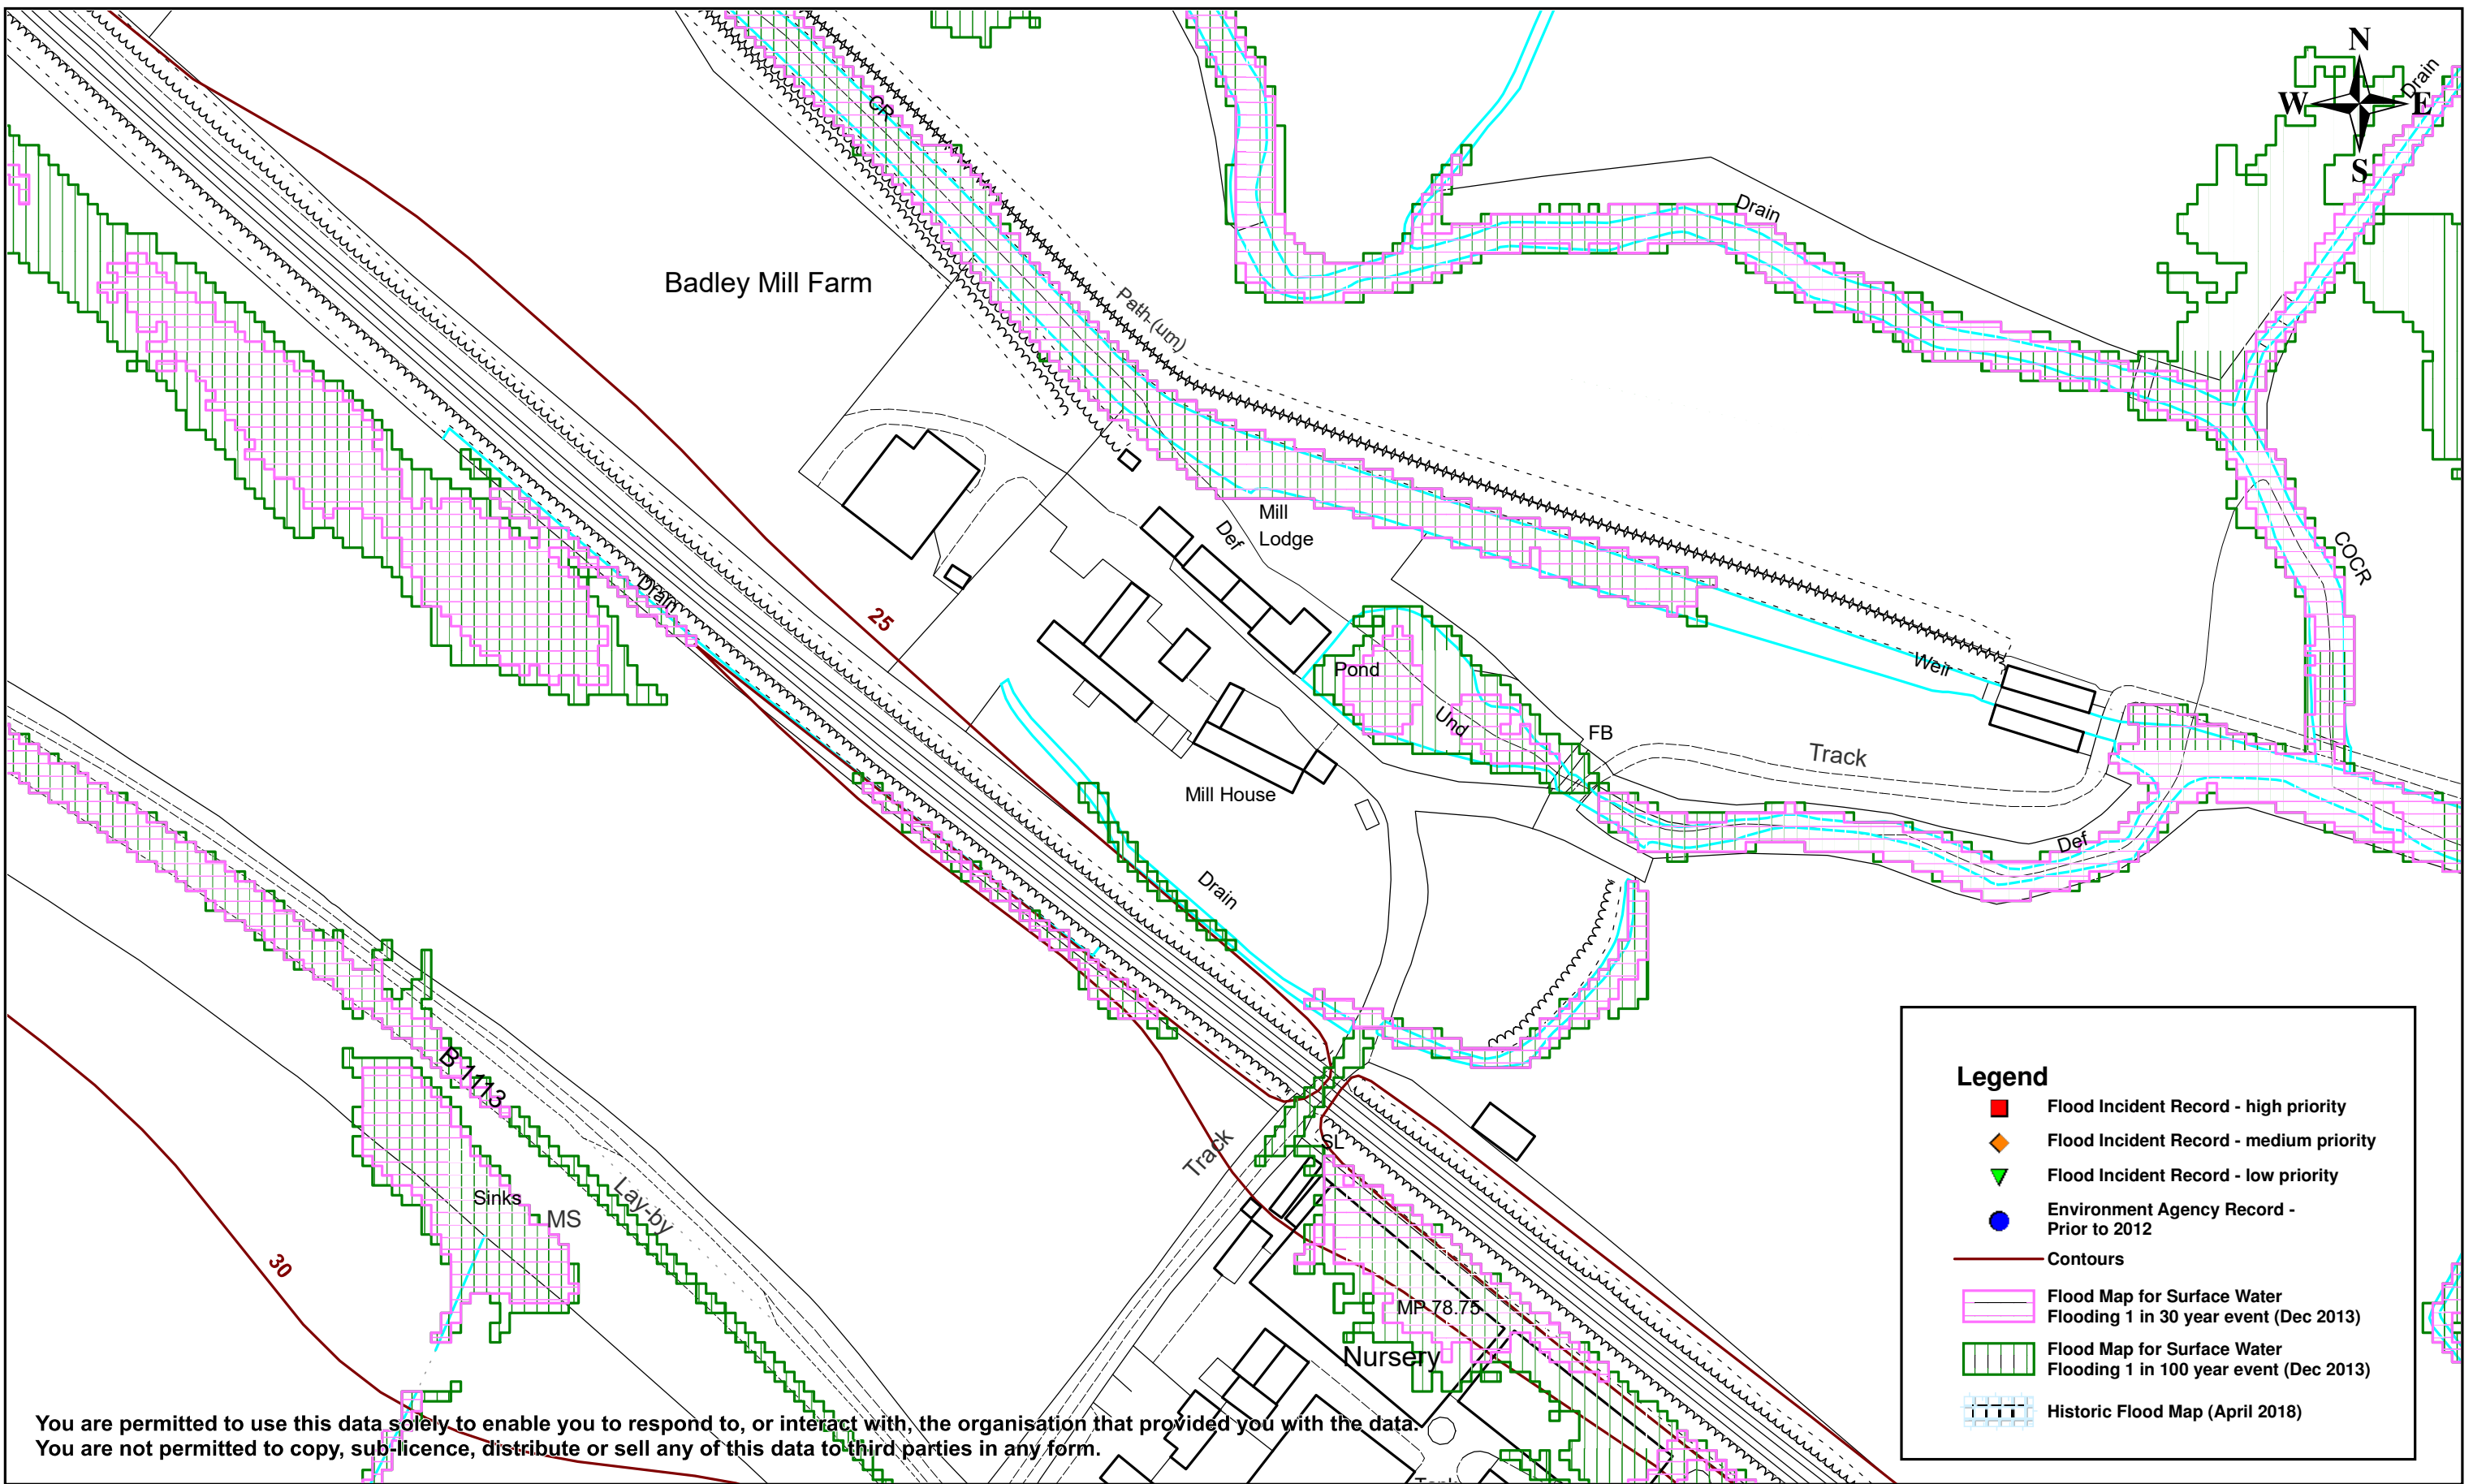 N
W
E
S
Drain
CR
Drain
Badley Mill Farm
Path (um)
Mill
Lodge
Def
COCR
Drain
25
Pond
Und
Weir
FB
Track
Mill House
Def
Drain
B 1113
Track
SL
Sinks
MS
Lay-by
30
MP 78.75
Nursery
Legend
Flood Incident Record - high priority
Flood Incident Record - medium priority
Flood Incident Record - low priority
Environment Agency Record -
Prior to 2012
Contours
Flood Map for Surface Water
Flooding 1 in 30 year event (Dec 2013)
Flood Map for Surface Water
Flooding 1 in 100 year event (Dec 2013)
Historic Flood Map (April 2018)
You are permitted to use this data solely to enable you to respond to, or interact with, the organisation that provided you with the data.
You are not permitted to copy, sub-licence, distribute or sell any of this data to third parties in any form.